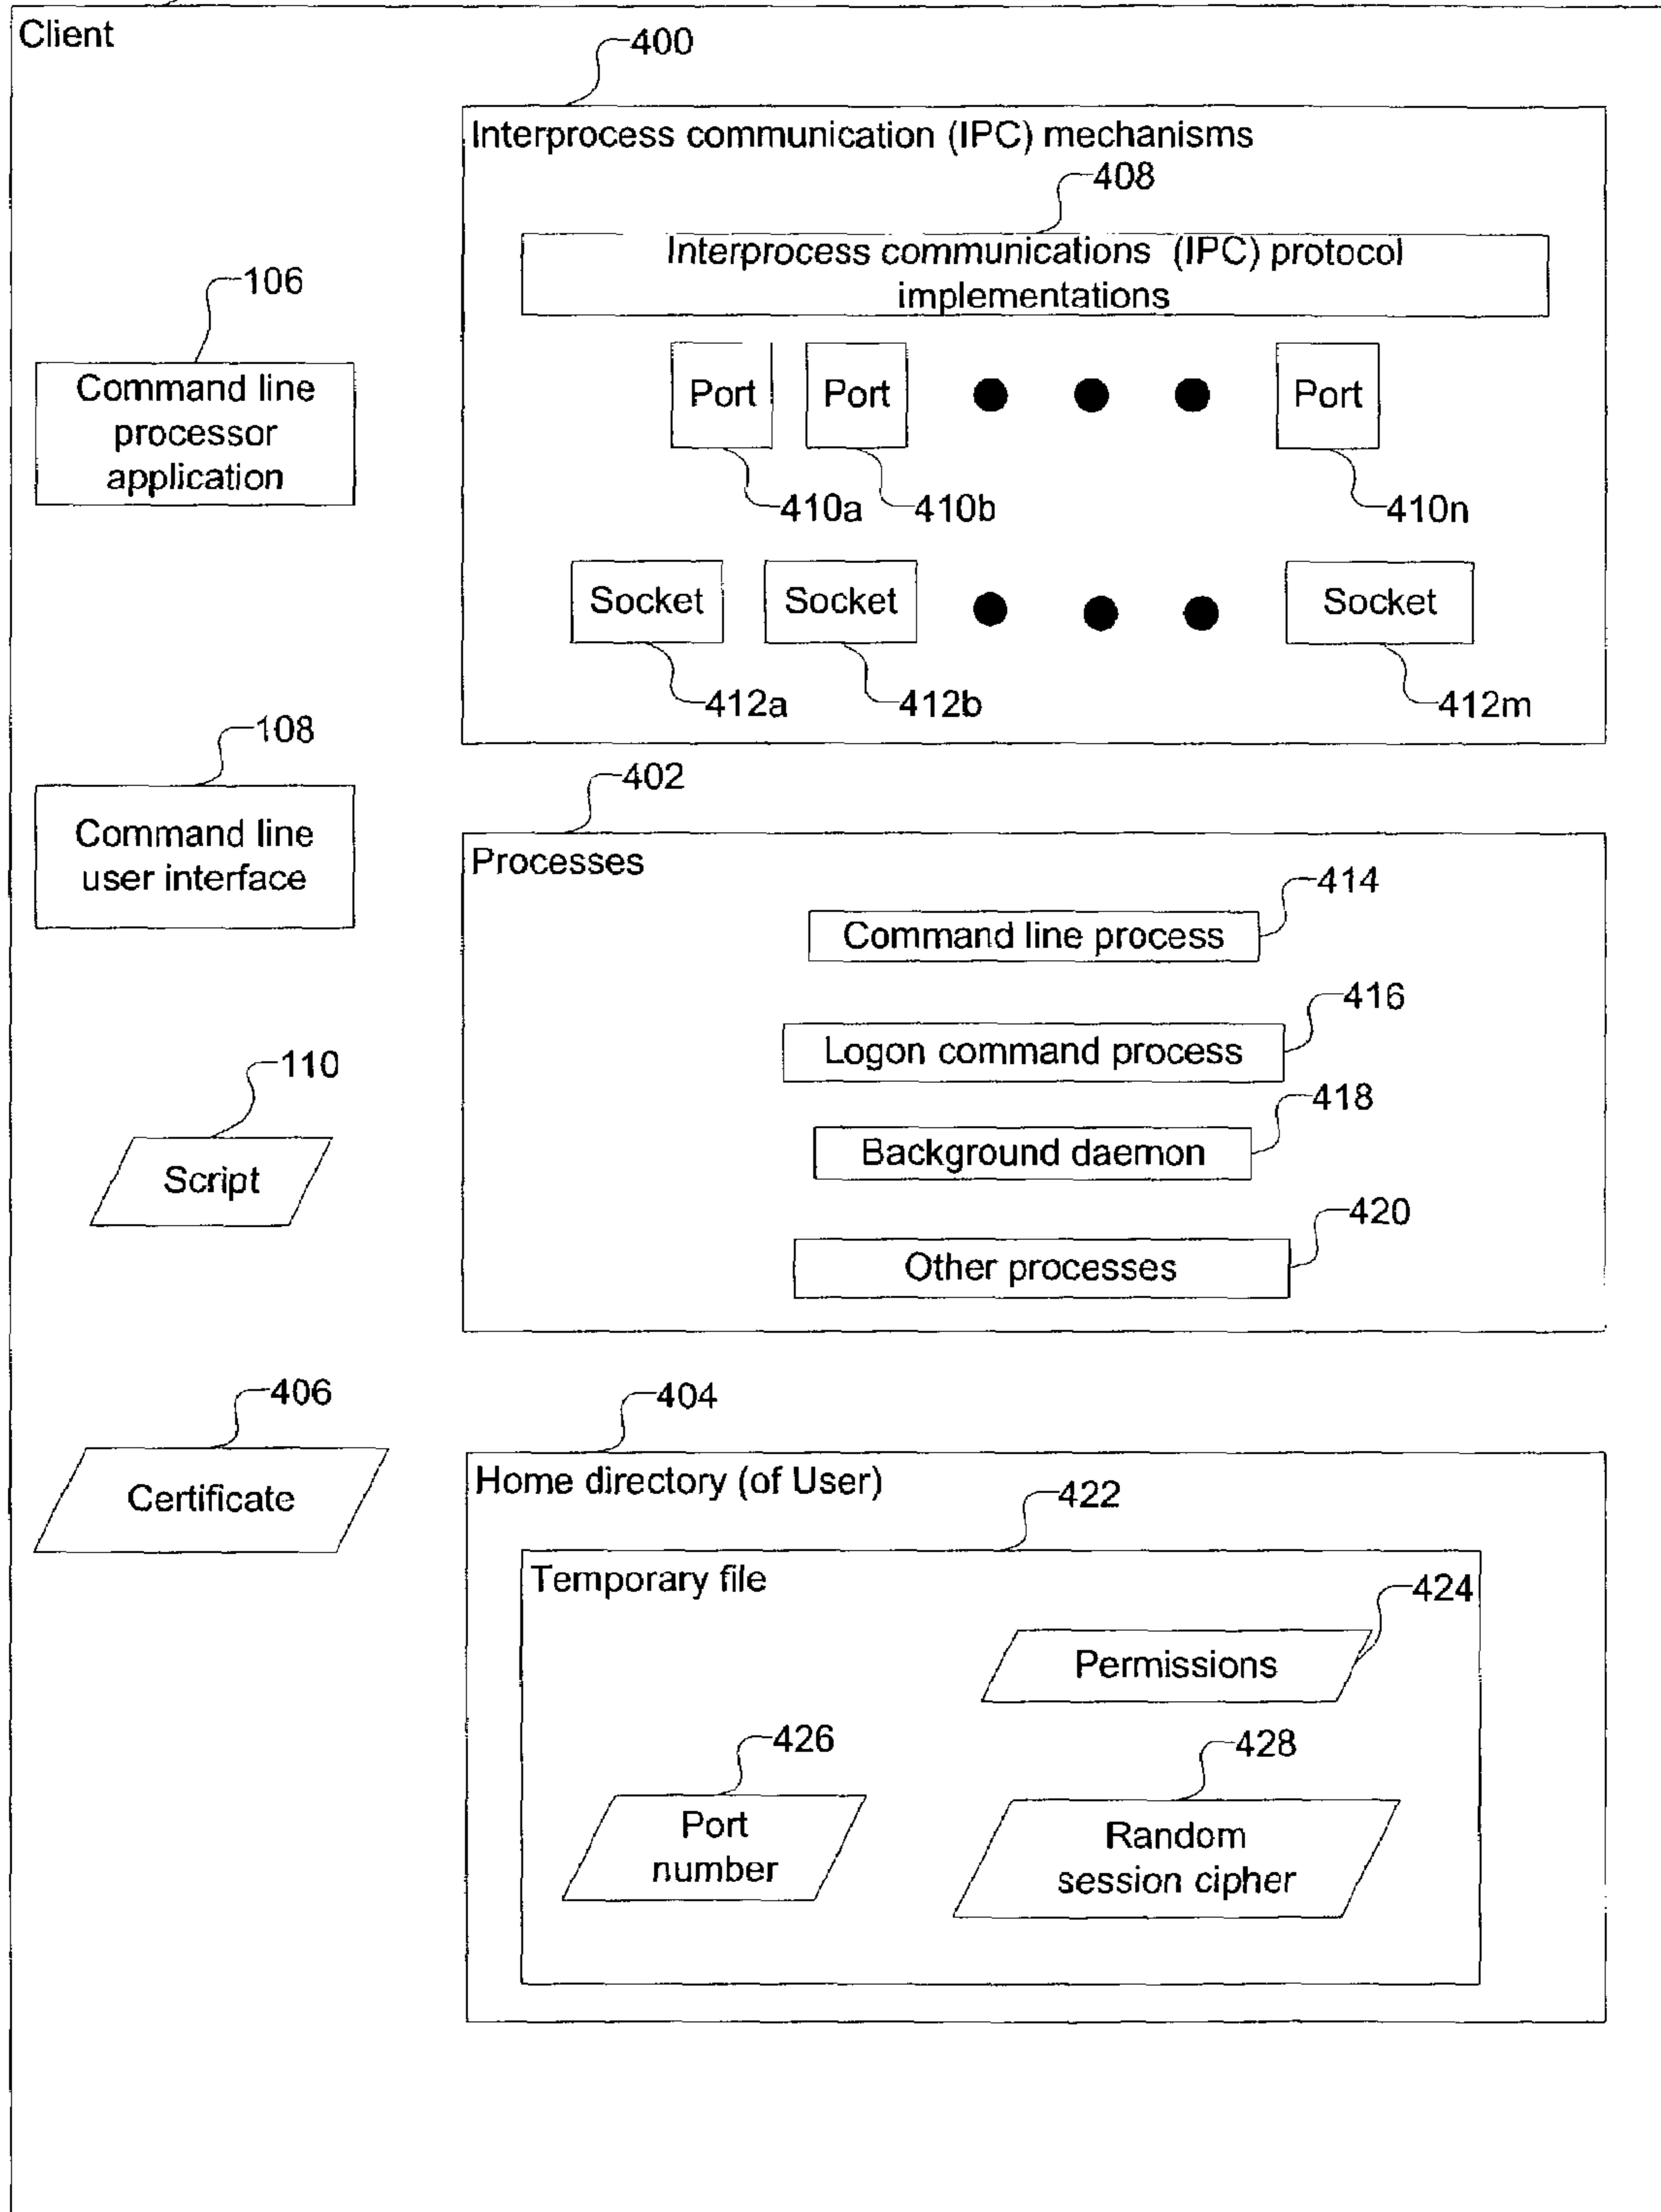 Client
400
Interprocess communication (IPC) mechanisms
408
Interprocess communications (IPC) protocol
implementations
106
Command line
processor
application
Port
Port
Port
410a
410b
410n
Socket
Socket
Socket
412a
412b
412m
108
Command line
user interface
402
Processes
414
Command line process
416
Logon command process
418
Background daemon
420
Other processes
110
Script
406
Certificate
404
Home directory (of User)
422
Temporary file
424
Permissions
426
Port
number
428
Random
session cipher